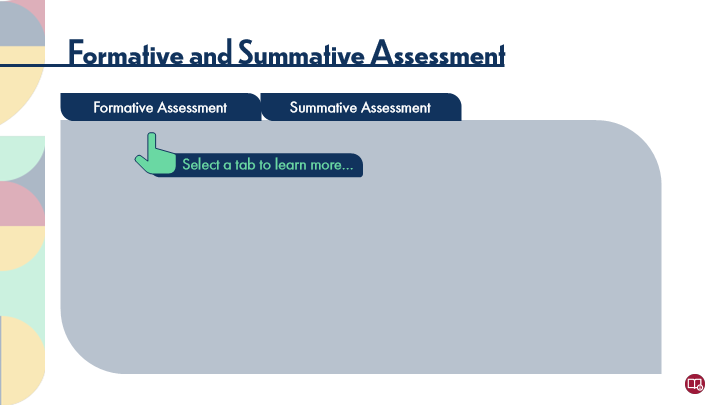 Formative and Summative Assessment
Formative Assessment
Summative Assessment
Select a tab to learn more...